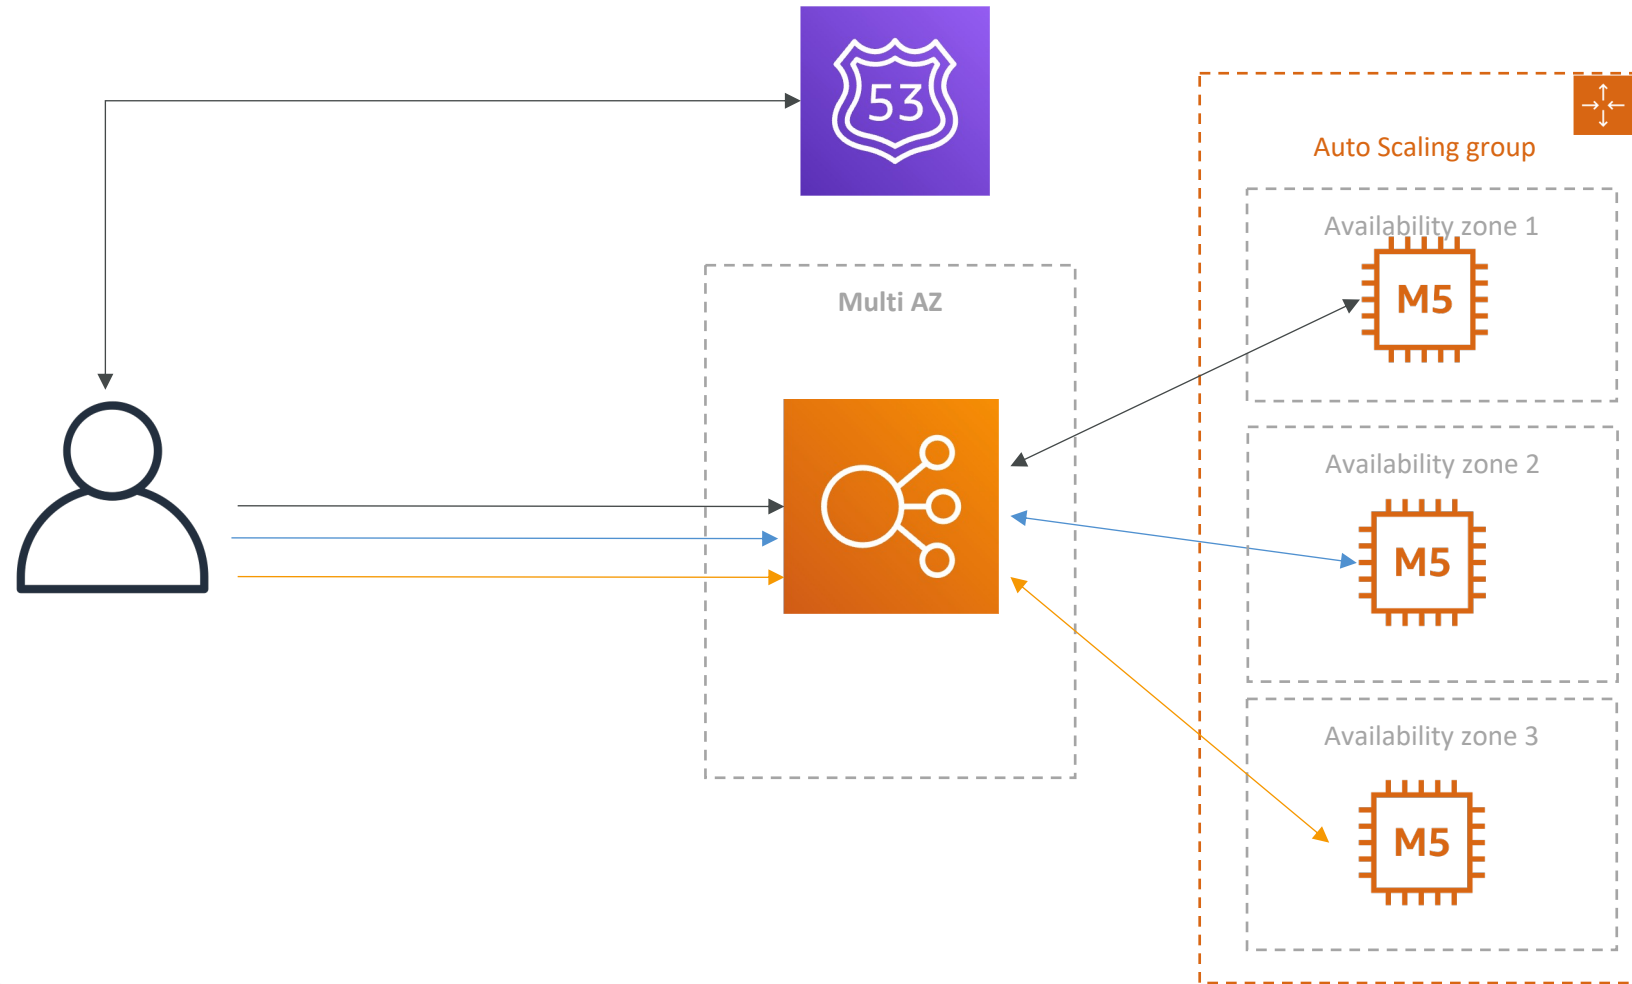 53
Auto Scaling group
Availability zone 1
M5
Multi AZ
Availability zone 2
M5
Availability zone 3
M5